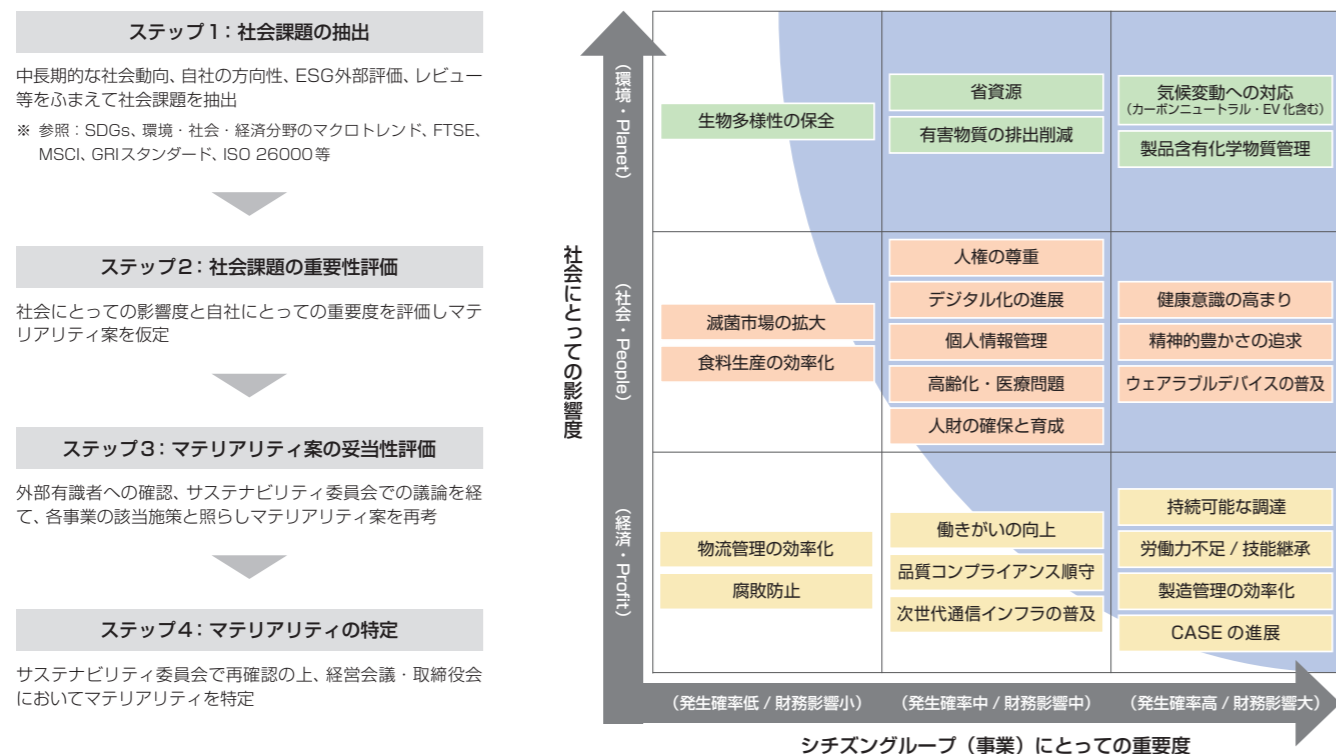 ステップ1：社会課題の抽出
中長期的な社会動向、自社の方向性、ESG外部評価、レビュー
等をふまえて社会課題を抽出
※ 参照：SDGs、環境・社会・経済分野のマクロトレンド、FTSE、
MSCI、GRIスタンダード、ISO 26000等
ステップ2：社会課題の重要性評価
社会にとっての影響度と自社にとっての重要度を評価しマテ
リアリティ案を仮定
ステップ3：マテリアリティ案の妥当性評価
外部有識者への確認、サステナビリティ委員会での議論を経
て、各事業の該当施策と照らしマテリアリティ案を再考
ステップ4：マテリアリティの特定
サステナビリティ委員会で再確認の上、経営会議・取締役会
においてマテリアリティを特定
社会にとっての影響度
（環境・Planet）
生物多様性の保全
省資源
有害物質の排出削減
気候変動への対応
（カーボンニュートラル・EV化含む）
製品含有化学物質管理
（社会・People）
滅菌市場の拡大
食料生産の効率化
人権の尊重
デジタル化の進展
個人情報管理
高齢化・医療問題
人財の確保と育成
健康意識の高まり
精神的豊かさの追求
ウェアラブルデバイスの普及
（経済・Profit）
物流管理の効率化
腐敗防止
働きがいの向上
品質コンプライアンス順守
次世代通信インフラの普及
持続可能な調達
労働力不足 / 技能継承
製造管理の効率化
CASEの進展
（発生確率低 / 財務影響小）
（発生確率中 / 財務影響中）
（発生確率高 / 財務影響大）
シチズングループ（事業）にとっての重要度